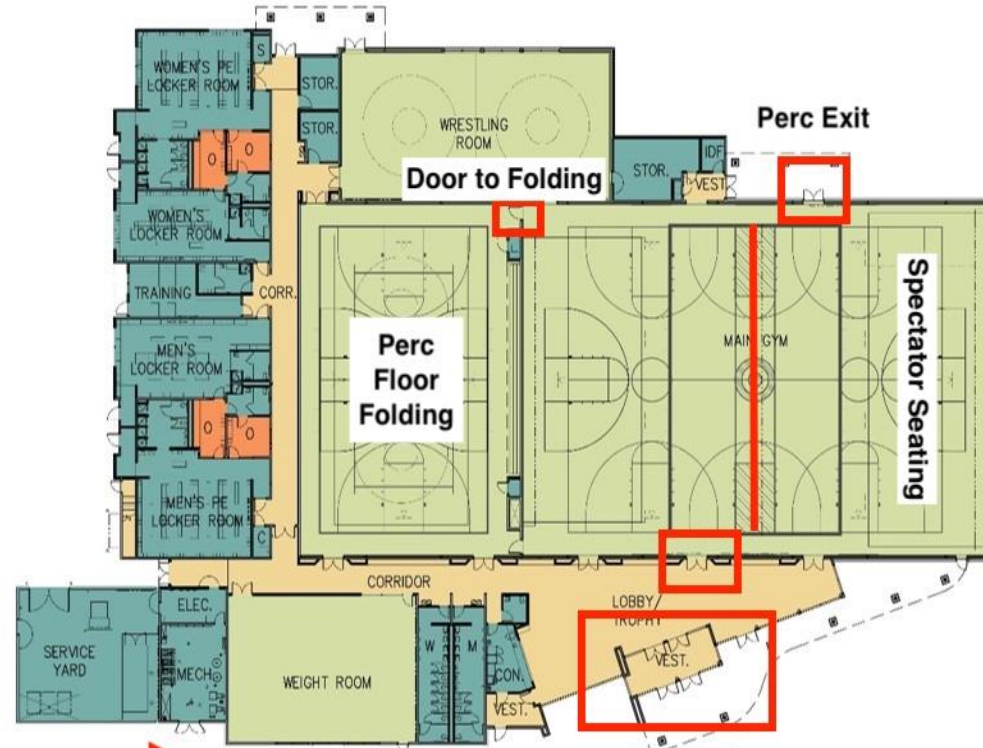 WOMEN'S PE
LOCKER ROOM
S
STOR.
STOR.
WRESTLING
ROOM
Perc Exit
IDF
STOR.
VEST.
Door to Folding
O
O
WOMEN'S
LOCKER ROOM
TRAINING
CORR.
MEN'S
LOCKER ROOM
O
O
MEN'S PE
LOCKER ROOM
C
Perc
Floor
Folding
MAIN GYM
Spectator Seating
CORRIDOR
LOBBY/
TROPHY
ELEC.
SERVICE
YARD
MECH.
WEIGHT ROOM
W
M
CON.
VEST.
VEST.